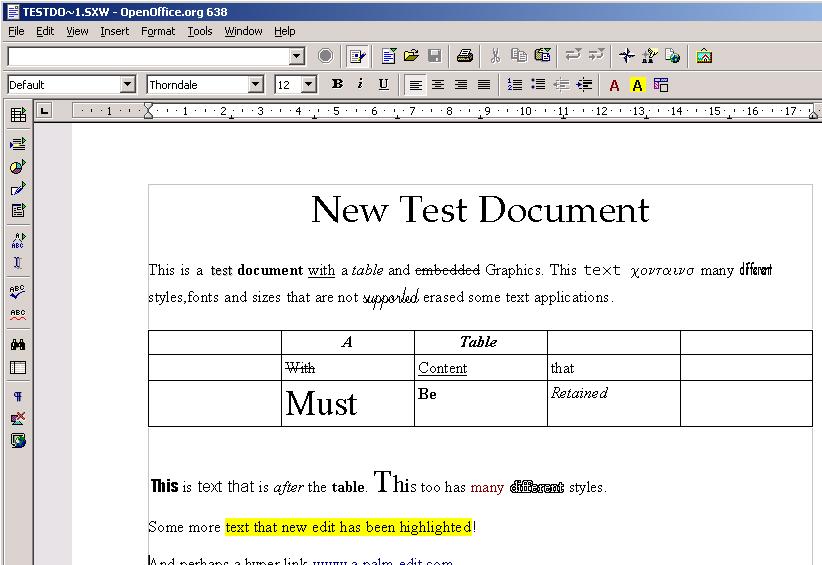 TESTDO~1.SXW - OpenOffice.org 638
File Edit View Insert Format Tools Window Help
Default Thorndale 12 B i U A A
1 1 2 3 4 5 6 7 8 9 10 11 12 13 14 15 16 17
New Test Document
This is a test document with a table and embedded Graphics. This text χονταινσ many different
styles,fonts and sizes that are not supported erased some text applications.
A Table
With Content that
Must Be Retained
This is text that is after the table. This too has many different styles.
Some more text that new edit has been highlighted!
And perhaps a hyper link www.a-palm-edit.com